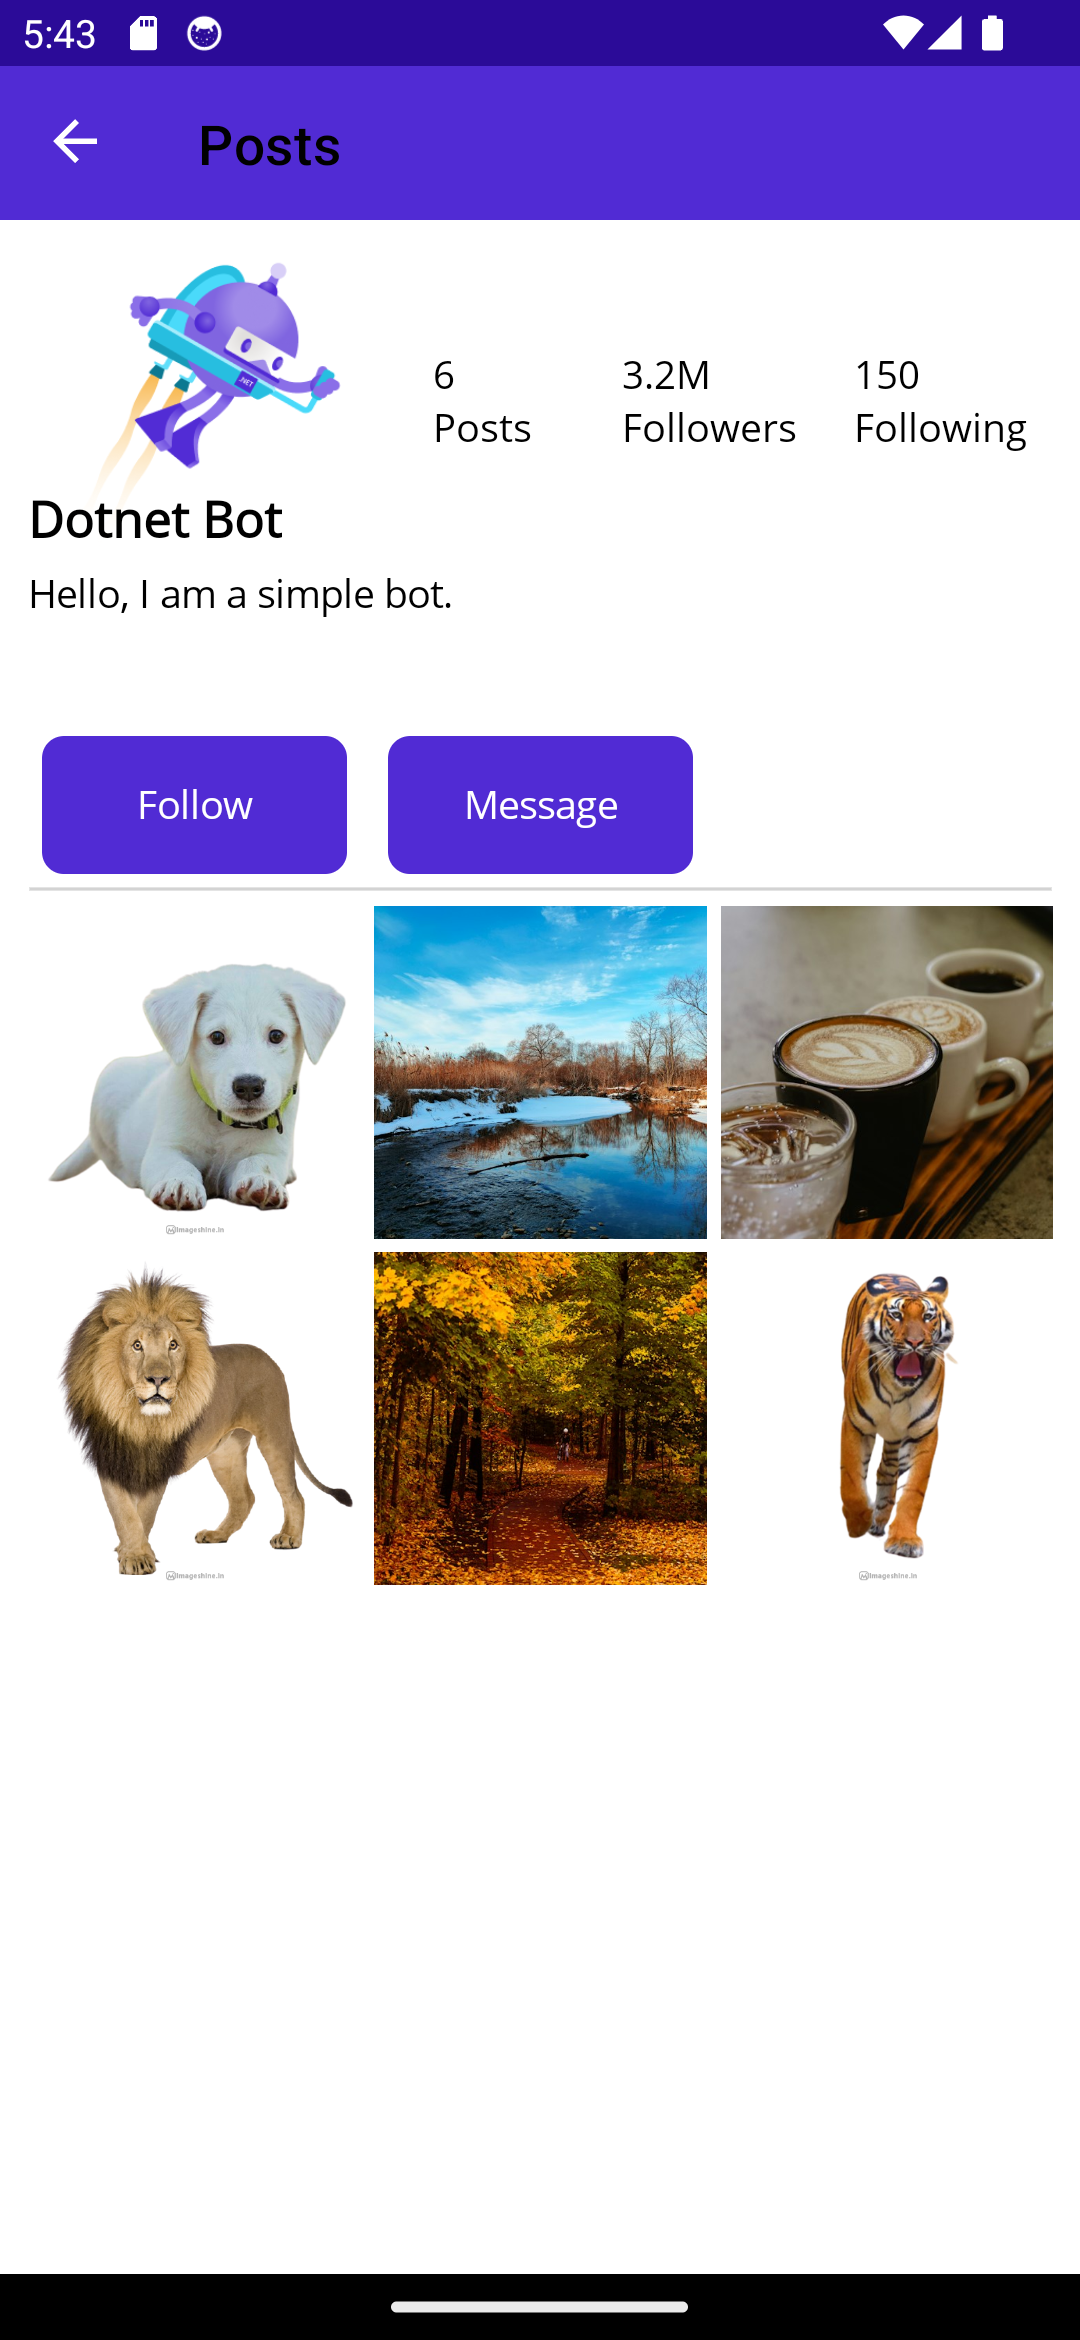 5:43
Posts
.NET
6
Posts
3.2M
Followers
150
Following
Dotnet Bot
Hello, I am a simple bot.
Follow
Message
imageshine.in
imageshine.in
imageshine.in